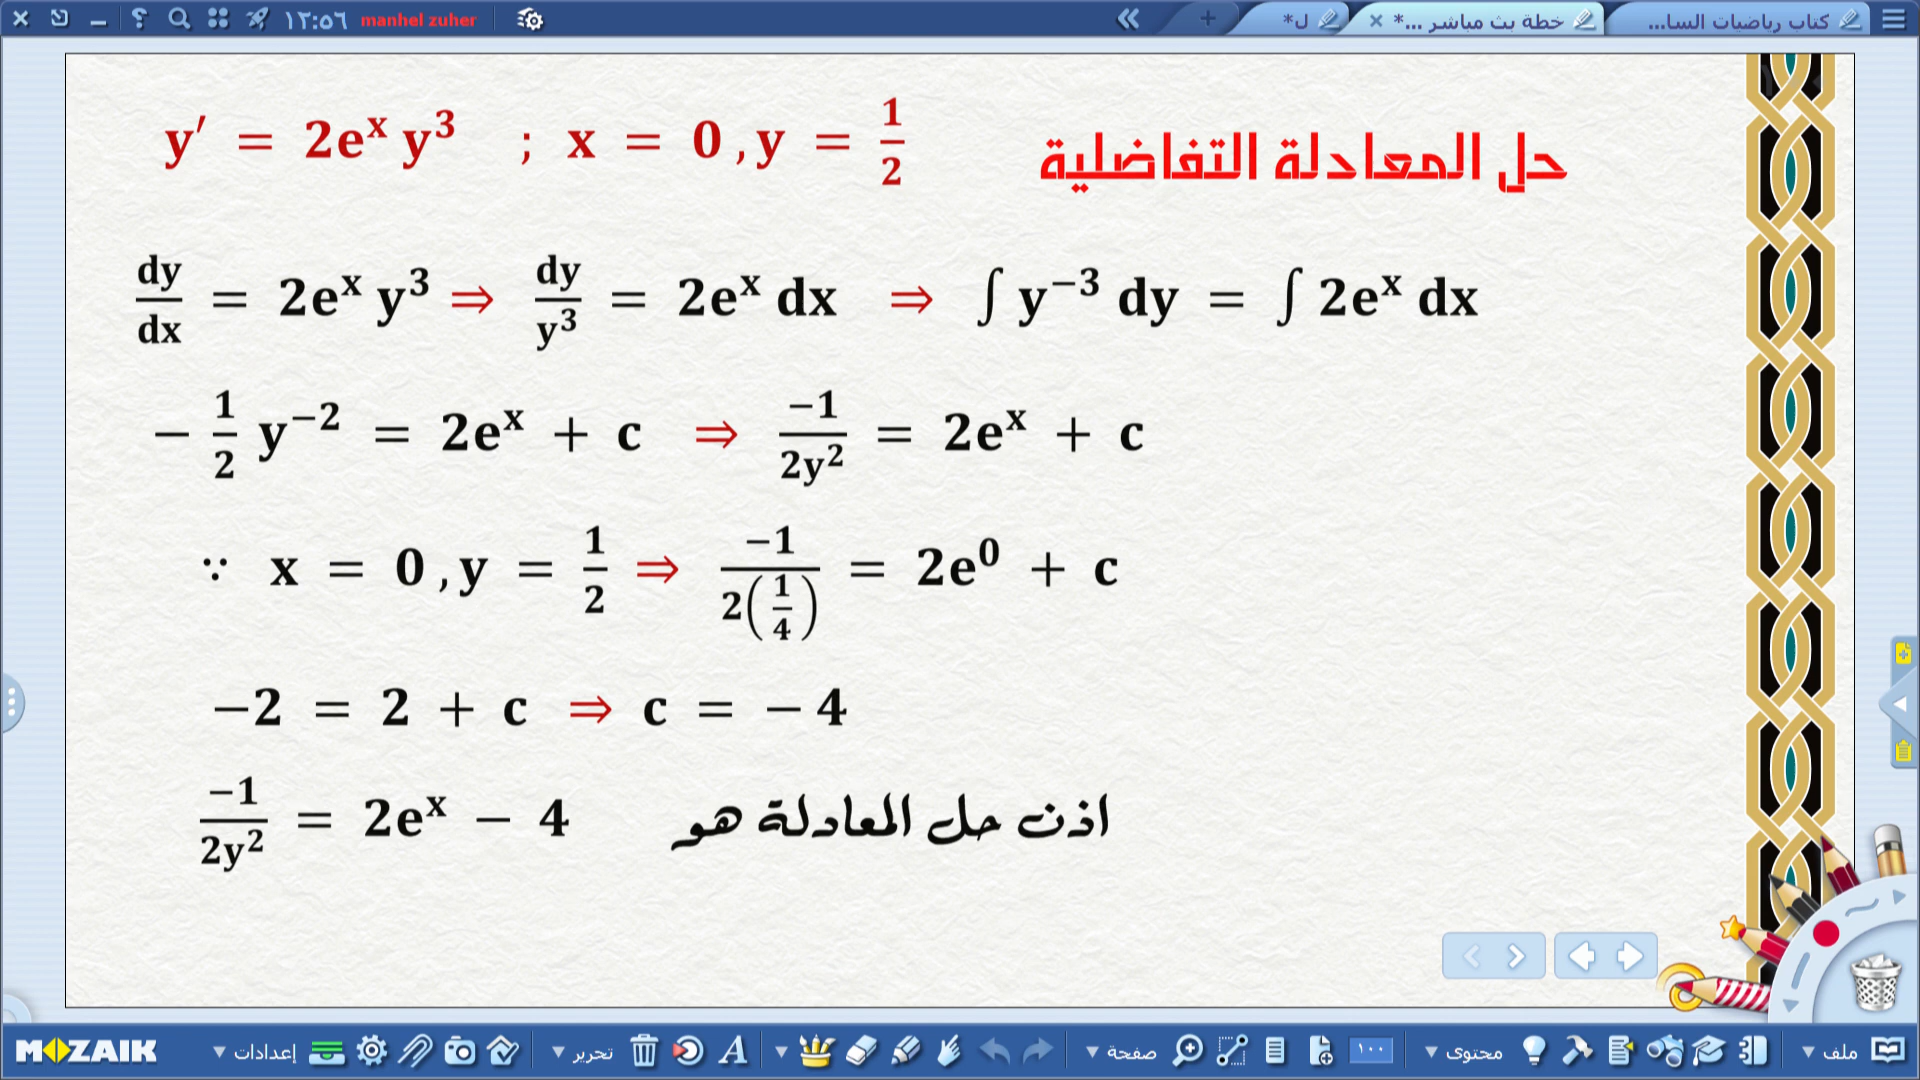 ١٢:٥٦ manhel zuher
ل*
خطة بث مباشر ...*
كتاب رياضيات السا...
حل المعادلة التفاضلية y′ = 2eˣ y³ ; x = 0 , y = 1/2
dy/dx = 2eˣ y³ ⇒ dy/y³ = 2eˣ dx ⇒ ∫ y⁻³ dy = ∫ 2eˣ dx
− 1/2 y⁻² = 2eˣ + c ⇒ −1/2y² = 2eˣ + c
∵ x = 0 , y = 1/2 ⇒ −1/2(1/4) = 2e⁰ + c
−2 = 2 + c ⇒ c = − 4
اذن حل المعادلة هو −1/2y² = 2eˣ − 4
MOZAIK
إعدادات
تحرير
صفحة
١٠٠
محتوى
ملف